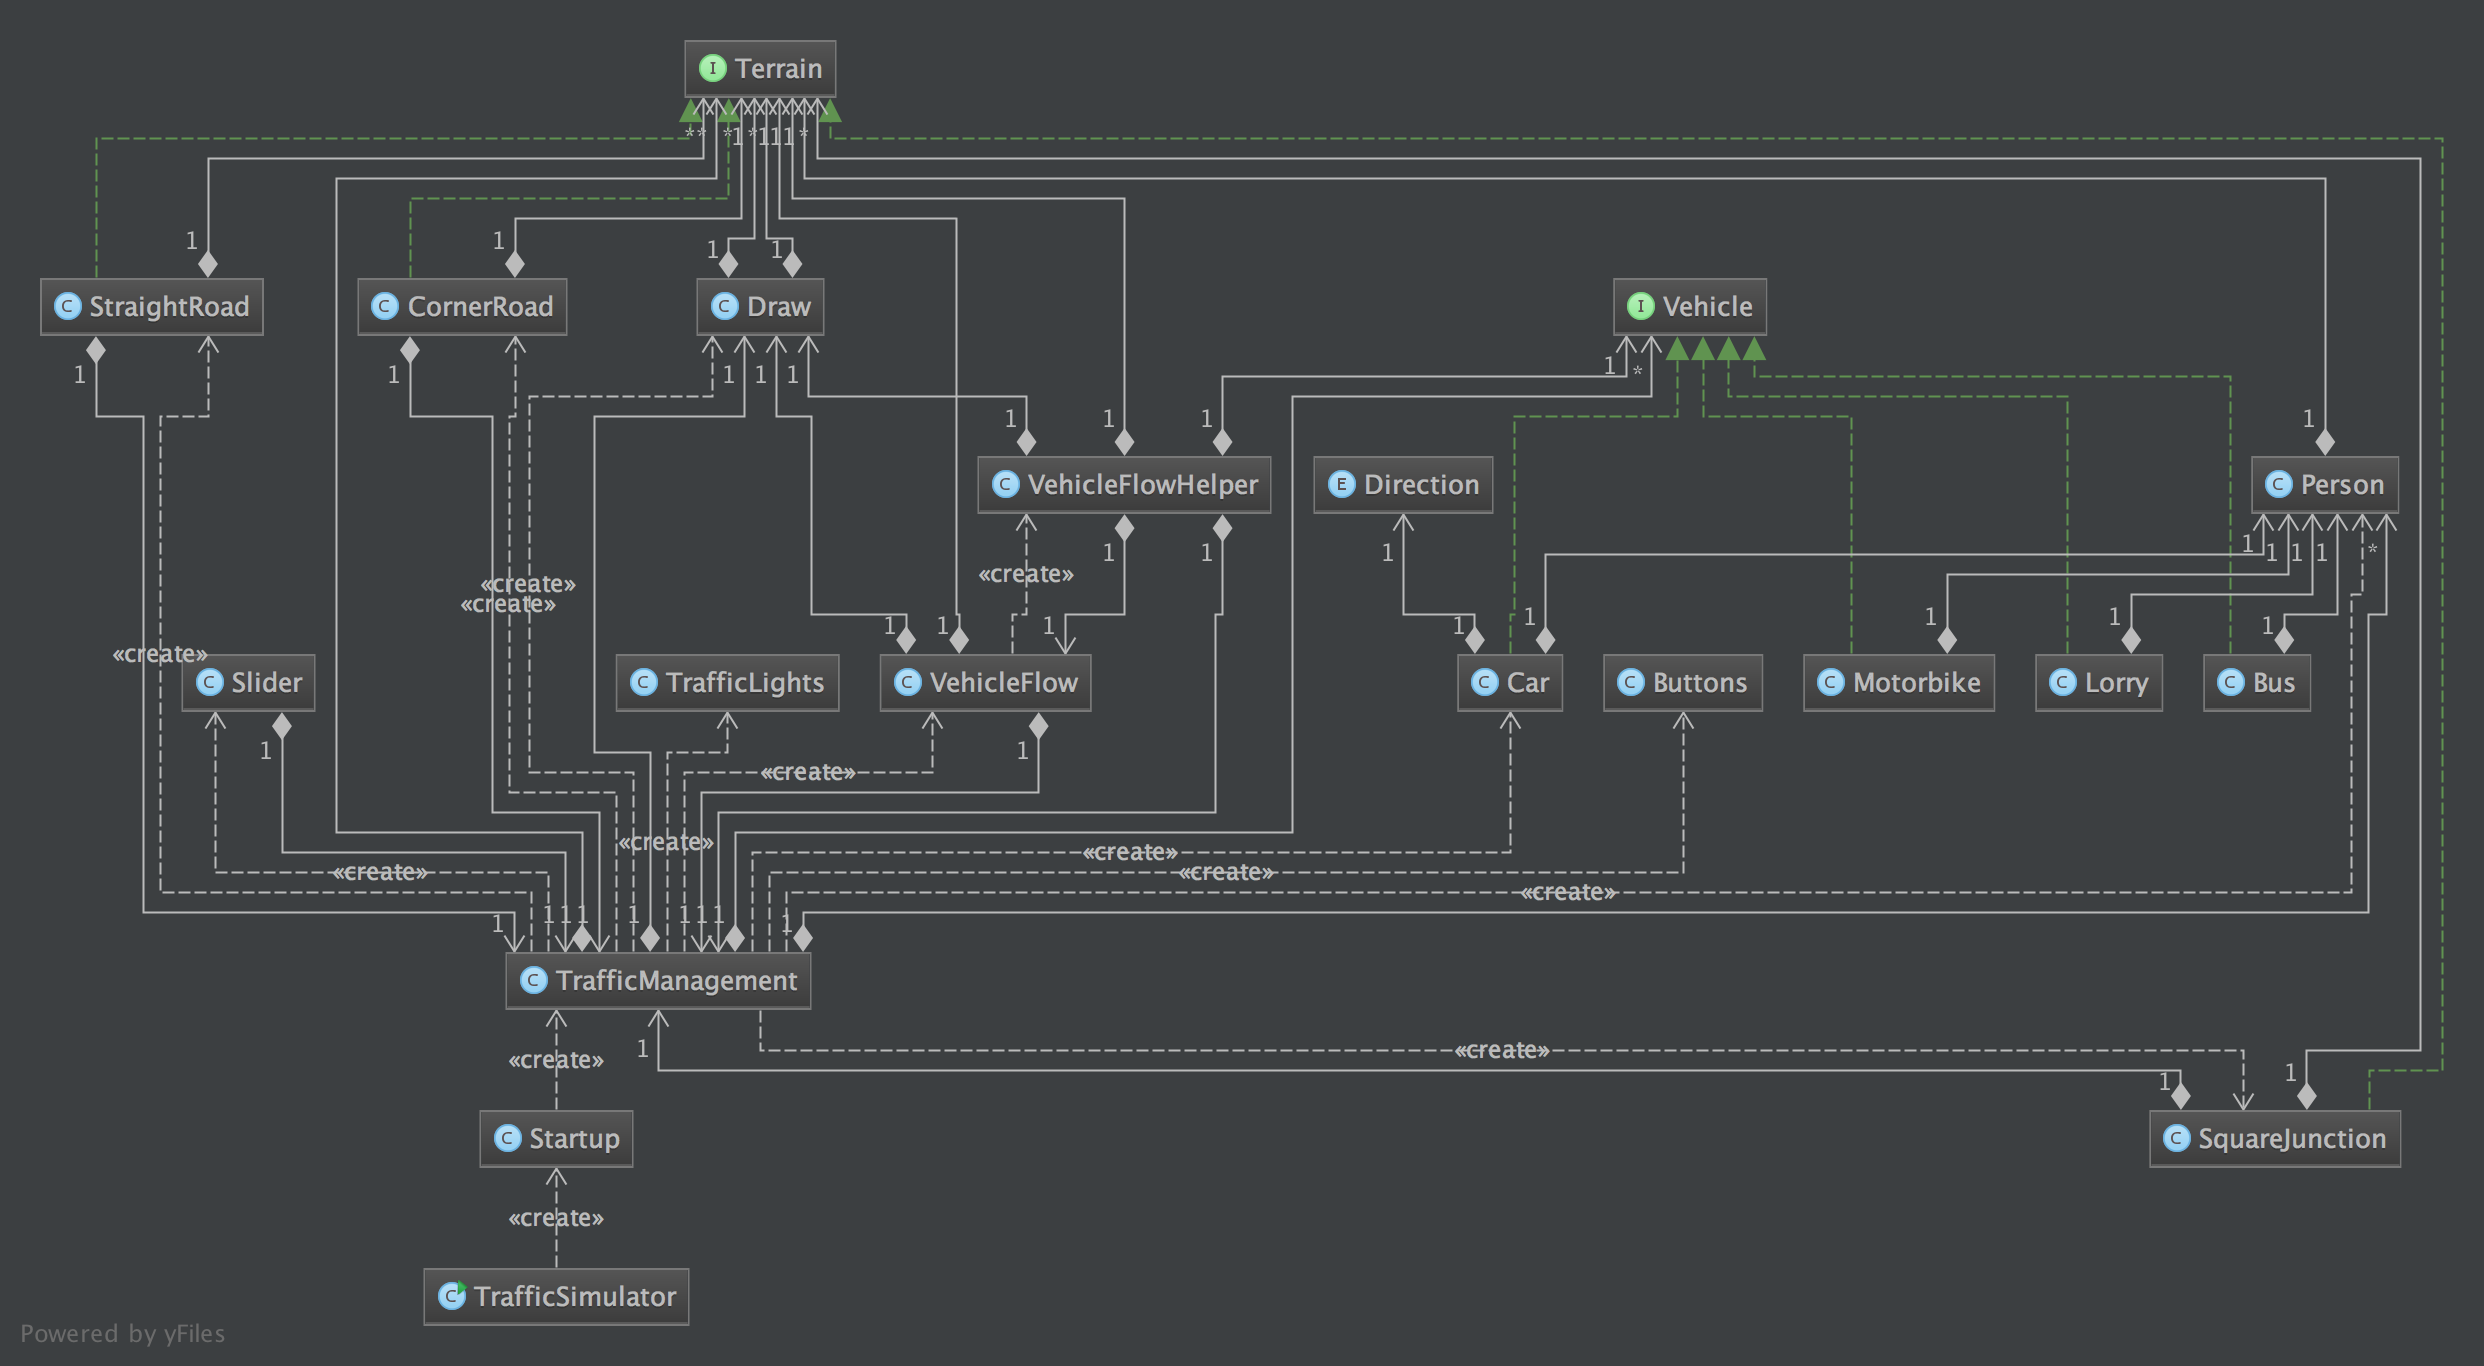 I Terrain
** *1*111 *
1 1 1 1
C StraightRoad
C CornerRoad
C Draw
I Vehicle
1 1 1 1 1 1 *
1 1 1 1
C VehicleFlowHelper
E Direction
C Person
1 1 1 1 1 1 1 *
«create»
«create»
«create»
1 1 1 1 1 1 1 1
«create»
C Slider
C TrafficLights
C VehicleFlow
C Car
C Buttons
C Motorbike
C Lorry
C Bus
1 1
«create»
«create»
«create»
«create»
«create»
«create»
1 1 1 1 1 1 1 1 1
C TrafficManagement
1
«create»
«create»
1 1
C Startup
C SquareJunction
«create»
C TrafficSimulator
Powered by yFiles